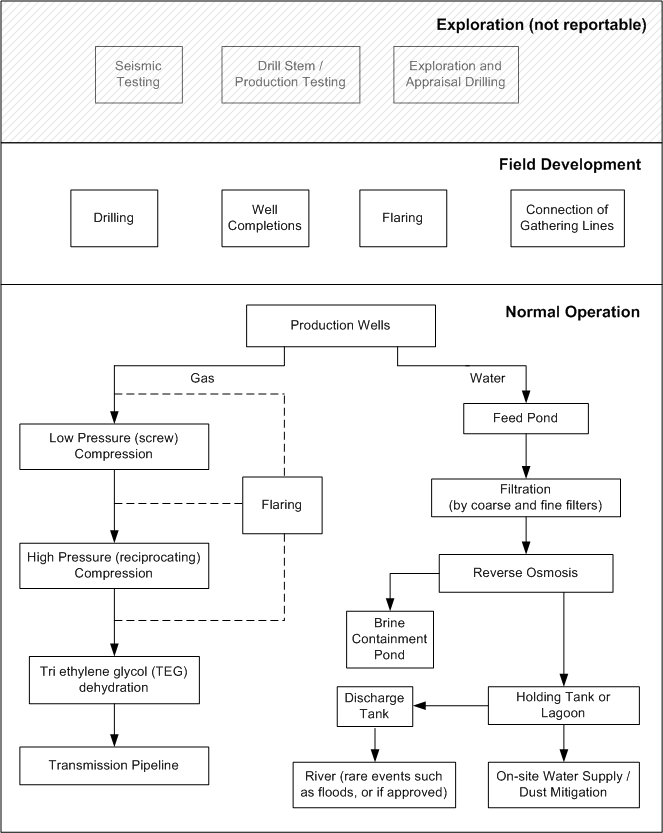 Exploration (not reportable)
Seismic
Testing
Drill Stem /
Production Testing
Exploration and
Appraisal Drilling
Field Development
Drilling
Well
Completions
Flaring
Connection of
Gathering Lines
Normal Operation
Production Wells
Gas
Water
Low Pressure (screw)
Compression
Flaring
High Pressure (reciprocating)
Compression
Tri ethylene glycol (TEG)
dehydration
Transmission Pipeline
Feed Pond
Filtration
(by coarse and fine filters)
Reverse Osmosis
Brine
Containment
Pond
Holding Tank or
Lagoon
Discharge
Tank
River (rare events such
as floods, or if approved)
On-site Water Supply /
Dust Mitigation